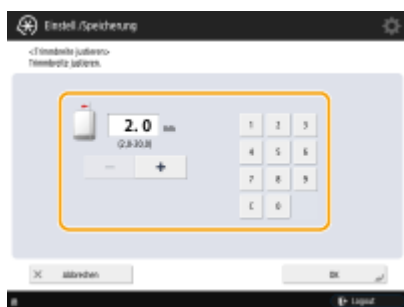 Einstell./Speicherung
<Trimmbreite justieren>
Trimmbreite justieren.
2.0 mm
(2.0-30.0)
− +
1 2 3
4 5 6
7 8 9
C 0
× Abbrechen
OK
Logout